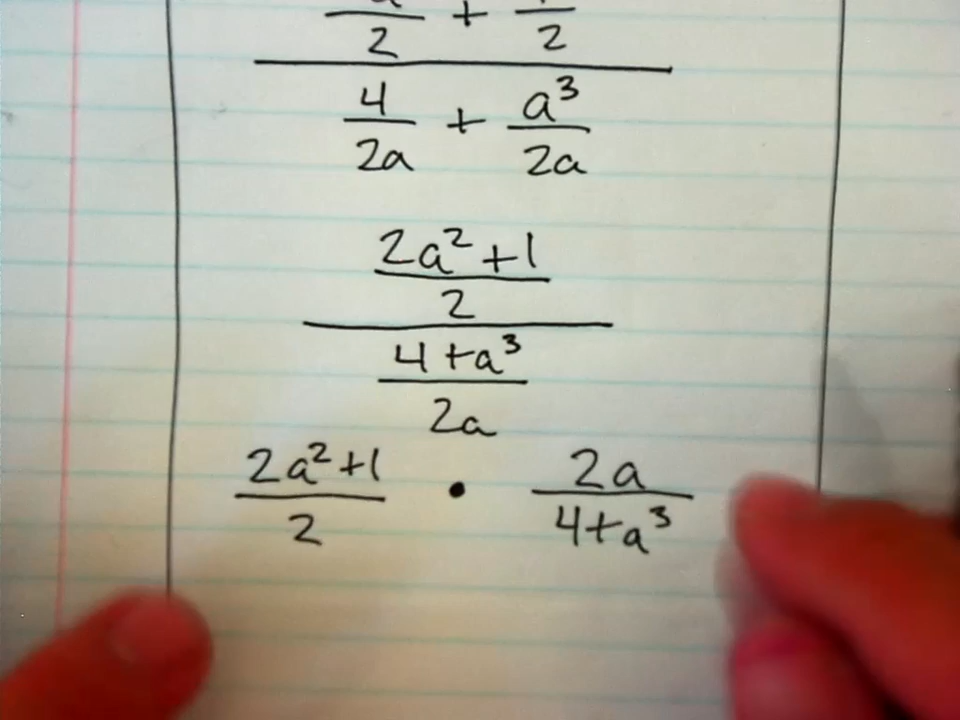 — + —
2 2
4 + a³
2a 2a
2a² + 1
2
4 + a³
2a
2a² + 1 • 2a
2 4 + a³